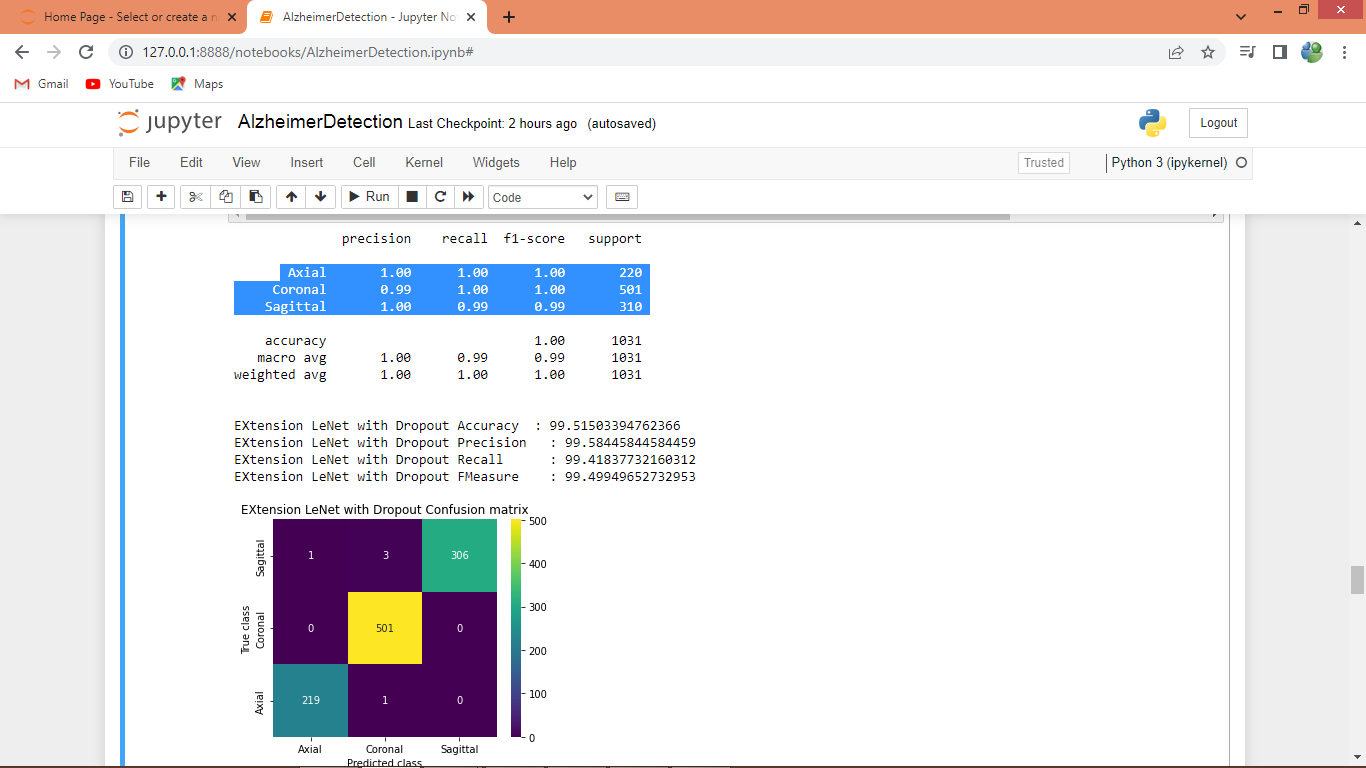 Home Page - Select or create a n
AlzheimerDetection - Jupyter No
127.0.0.1:8888/notebooks/AlzheimerDetection.ipynb#
Gmail YouTube Maps
jupyter AlzheimerDetection Last Checkpoint: 2 hours ago (autosaved)
Logout
File Edit View Insert Cell Kernel Widgets Help
Trusted
Python 3 (ipykernel)
Run
Code
precision recall f1-score support
Axial 1.00 1.00 1.00 220
Coronal 0.99 1.00 1.00 501
Sagittal 1.00 0.99 0.99 310
accuracy 1.00 1031
macro avg 1.00 0.99 0.99 1031
weighted avg 1.00 1.00 1.00 1031
EXtension LeNet with Dropout Accuracy : 99.51503394762366
EXtension LeNet with Dropout Precision : 99.58445844584459
EXtension LeNet with Dropout Recall : 99.41837732160312
EXtension LeNet with Dropout FMeasure : 99.49949652732953
EXtension LeNet with Dropout Confusion matrix
True class
Sagittal 1 3 306
Coronal 0 501 0
Axial 219 1 0
Axial Coronal Sagittal
Predicted class
500
400
300
200
100
0